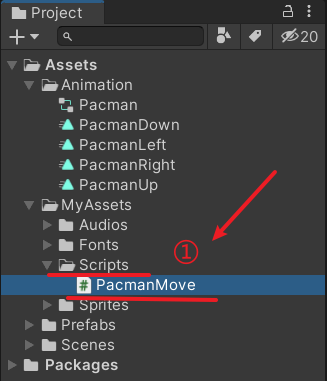 Project
20
Assets
Animation
Pacman
PacmanDown
PacmanLeft
PacmanRight
PacmanUp
MyAssets
Audios
①
Fonts
Scripts
# PacmanMove
Sprites
Prefabs
Scenes
Packages